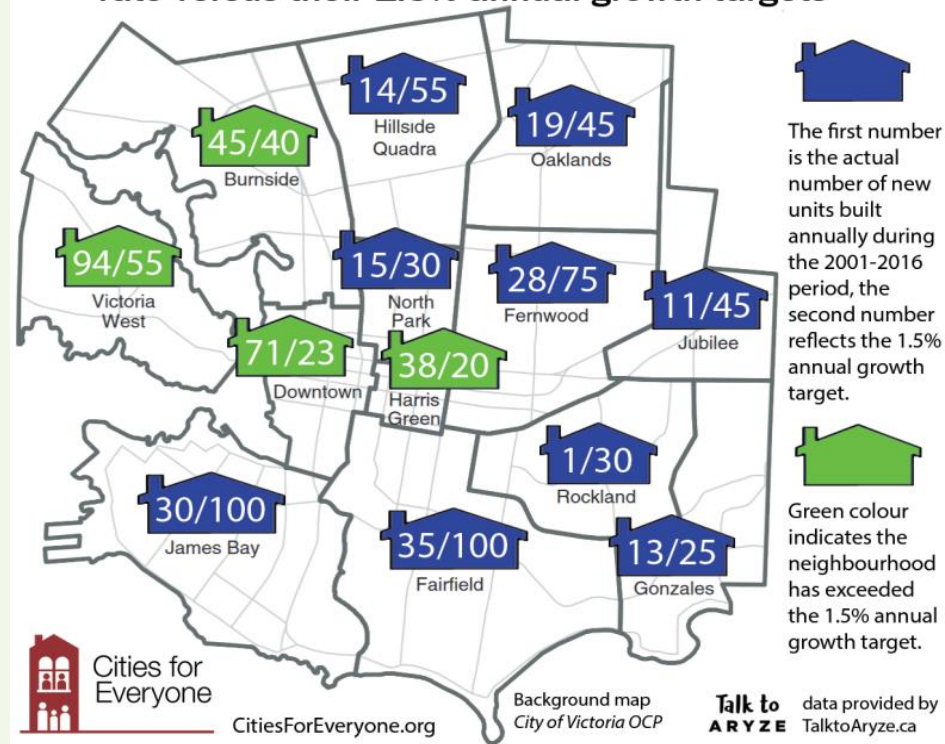 14/55
Hillside
Quadra
19/45
Oaklands
45/40
Burnside
94/55
Victoria
West
15/30
North
Park
28/75
Fernwood
11/45
Jubilee
71/23
Downtown
38/20
Harris
Green
1/30
Rockland
30/100
James Bay
35/100
Fairfield
13/25
Gonzales
The first number
is the actual
number of new
units built
annually during
the 2001-2016
period, the
second number
reflects the 1.5%
annual growth
target.
Green colour
indicates the
neighbourhood
has exceeded
the 1.5% annual
growth target.
Cities for
Everyone
CitiesForEveryone.org
Background map
City of Victoria OCP
Talk to
ARYZE
data provided by
TalktoAryze.ca